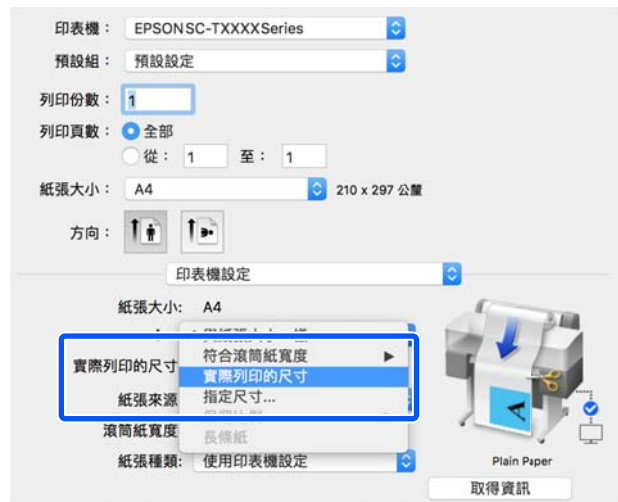 印表機： EPSON SC-TXXXX Series
預設組： 預設設定
列印份數： 1
列印頁數： 全部
從： 1 至： 1
紙張大小： A4 210 x 297 公釐
方向：
印表機設定
紙張大小: A4
符合滾筒紙寬度
實際列印的尺寸 實際列印的尺寸
紙張來源 指定尺寸...
滾筒紙寬度 長條紙
紙張種類: 使用印表機設定 Plain Paper
取得資訊